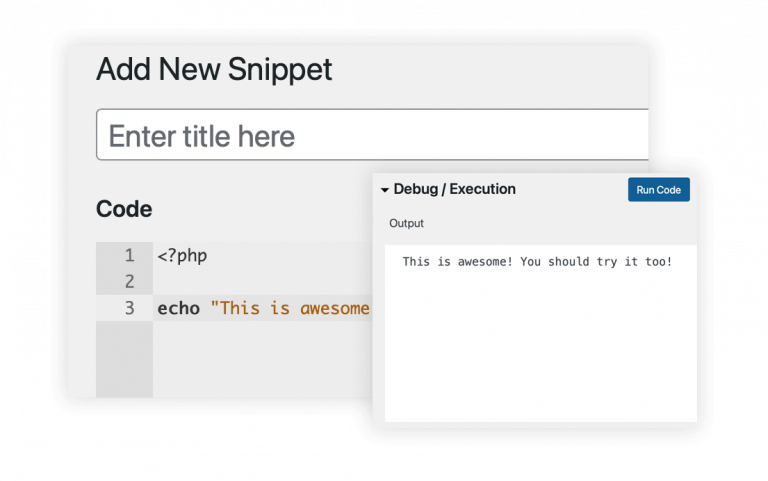 Add New Snippet
Enter title here
Code
1 <?php
2
3 echo "This is awesome
Debug / Execution
Run Code
Output
This is awesome! You should try it too!